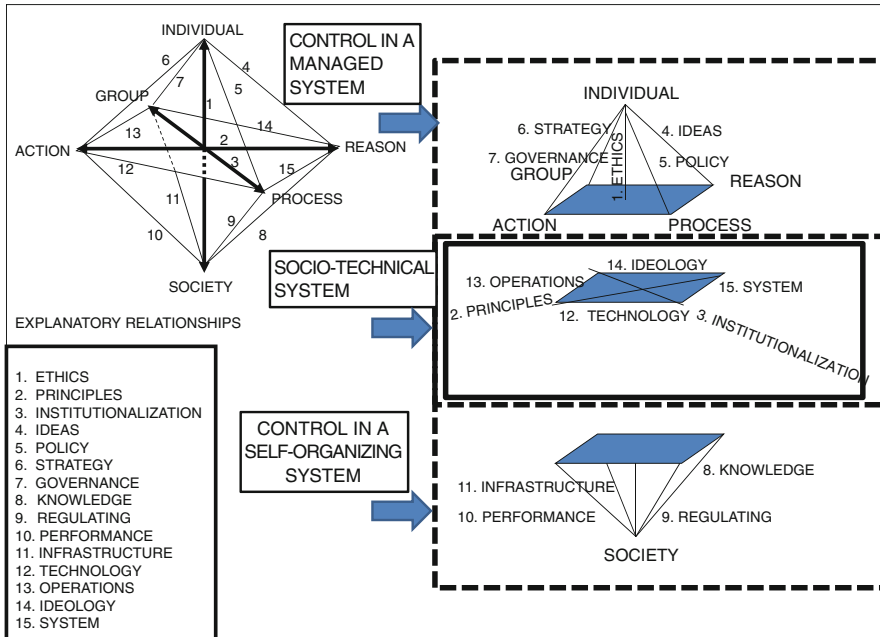 INDIVIDUAL
6
4
7
5
GROUP
1
2
14
13
ACTION
REASON
3
15
12
PROCESS
11
9
10
8
SOCIETY
EXPLANATORY RELATIONSHIPS
1. ETHICS
2. PRINCIPLES
3. INSTITUTIONALIZATION
4. IDEAS
5. POLICY
6. STRATEGY
7. GOVERNANCE
8. KNOWLEDGE
9. REGULATING
10. PERFORMANCE
11. INFRASTRUCTURE
12. TECHNOLOGY
13. OPERATIONS
14. IDEOLOGY
15. SYSTEM
CONTROL IN A
MANAGED
SYSTEM
SOCIO-TECHNICAL
SYSTEM
CONTROL IN A
SELF-ORGANIZING
SYSTEM
INDIVIDUAL
6. STRATEGY
4. IDEAS
7. GOVERNANCE
5. POLICY
1. ETHICS
GROUP
REASON
ACTION
PROCESS
14. IDEOLOGY
13. OPERATIONS
15. SYSTEM
2. PRINCIPLES
12. TECHNOLOGY
3. INSTITUTIONALIZATION
8. KNOWLEDGE
11. INFRASTRUCTURE
10. PERFORMANCE
9. REGULATING
SOCIETY